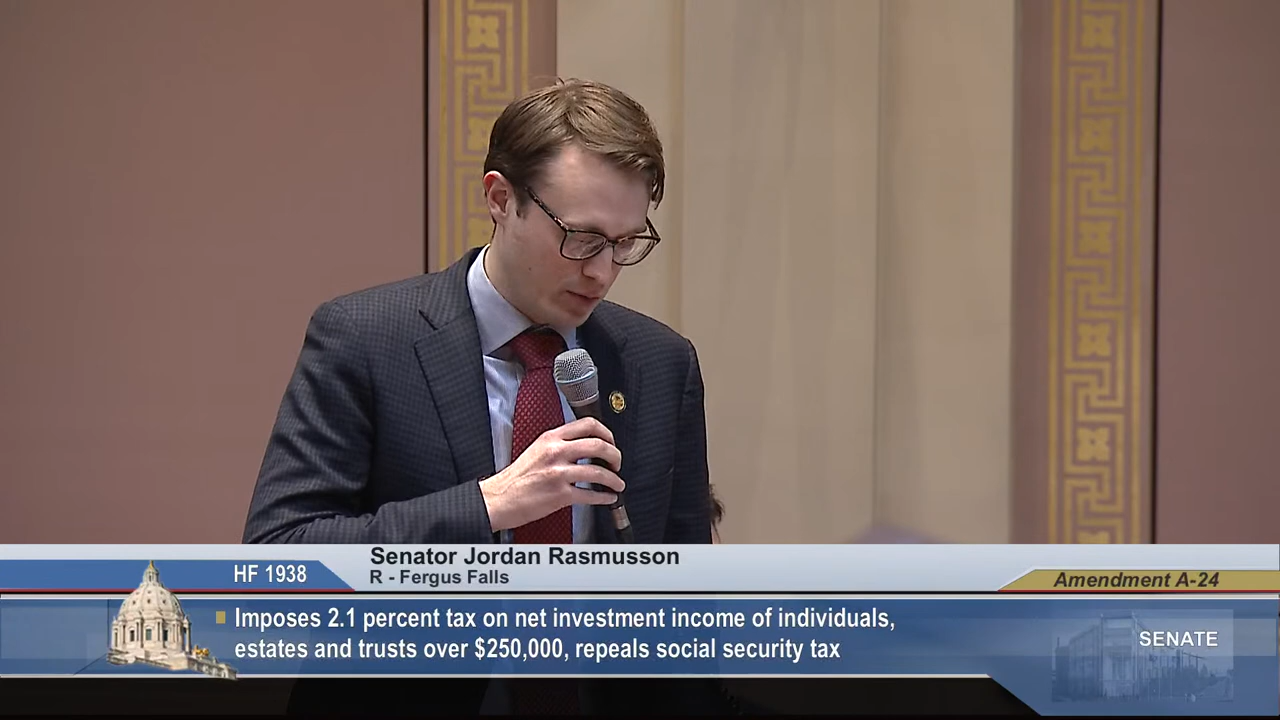 Senator Jordan Rasmusson
HF 1938
R - Fergus Falls
Amendment A-24
Imposes 2.1 percent tax on net investment income of individuals,
estates and trusts over $250,000, repeals social security tax
SENATE